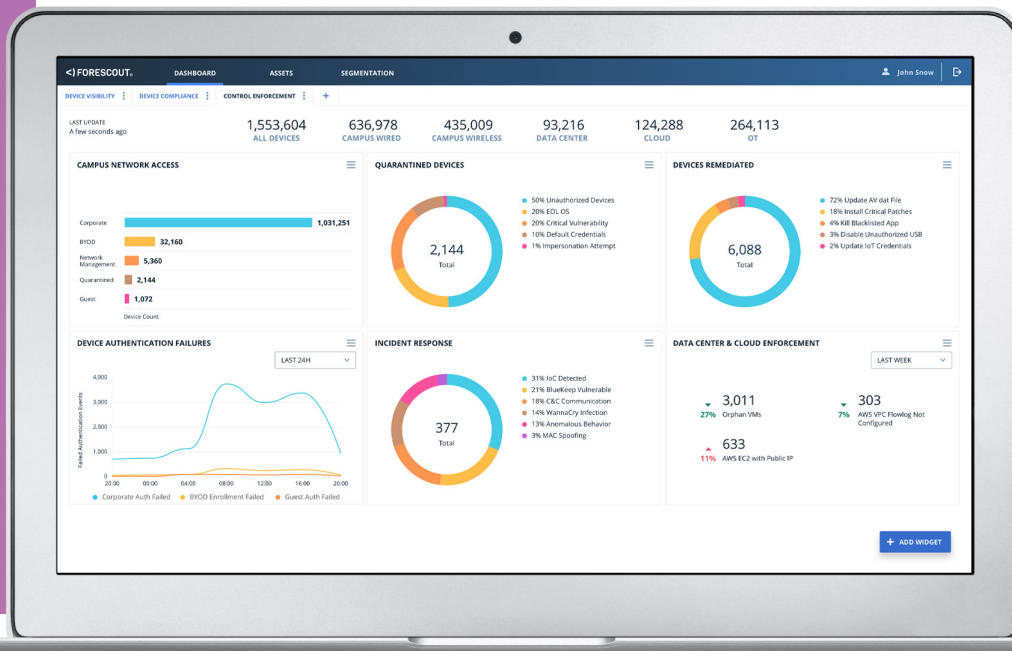 <) FORESCOUT.
DASHBOARD
ASSETS
SEGMENTATION
John Snow
DEVICE VISIBILITY
DEVICE COMPLIANCE
CONTROL ENFORCEMENT
+
LAST UPDATE
A few seconds ago
1,553,604
ALL DEVICES
636,978
CAMPUS WIRED
435,009
CAMPUS WIRELESS
93,216
DATA CENTER
124,288
CLOUD
264,113
OT
CAMPUS NETWORK ACCESS
Corporate 1,031,251
BYOD 32,160
Network
Management 5,360
Quarantined 2,144
Guest 1,072
Device Count
QUARANTINED DEVICES
2,144
Total
50% Unauthorized Devices
20% EOL OS
20% Critical Vulnerability
10% Default Credentials
1% Impersonation Attempt
DEVICES REMEDIATED
6,088
Total
72% Update AV dat File
18% Install Critical Patches
4% Kill Blacklisted App
3% Disable Unauthorized USB
2% Update IoT Credentials
DEVICE AUTHENTICATION FAILURES
LAST 24H
Failed Authentication Events
4,000
3,000
2,000
1,000
0
20:00 00:00 04:00 08:00 12:00 16:00 20:00
Corporate Auth Failed BYOD Enrollment Failed Guest Auth Failed
INCIDENT RESPONSE
377
Total
31% IoC Detected
21% BlueKeep Vulnerable
18% C&C Communication
14% WannaCry Infection
13% Anomalous Behavior
3% MAC Spoofing
DATA CENTER & CLOUD ENFORCEMENT
LAST WEEK
3,011
27% Orphan VMs
303
7% AWS VPC Flowlog Not
Configured
633
11% AWS EC2 with Public IP
+ ADD WIDGET